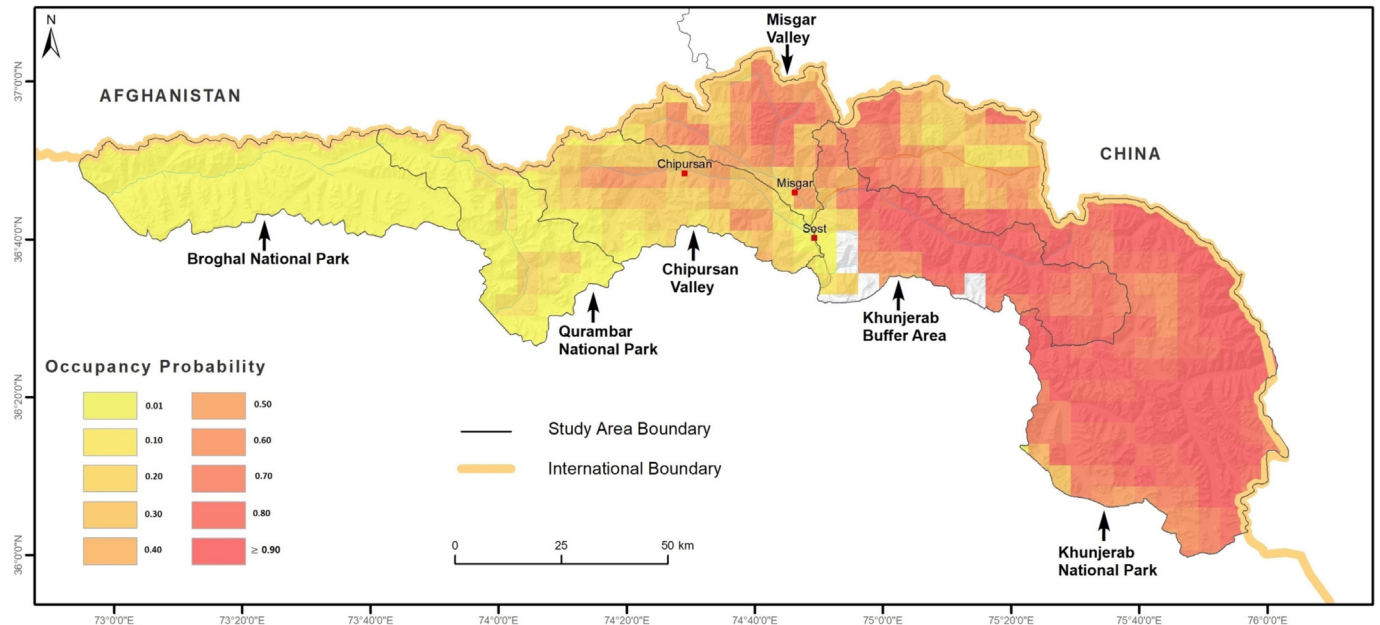 N
Misgar
Valley
AFGHANISTAN
CHINA
Chipursan
Misgar
Sost
Broghal National Park
Chipursan
Valley
Qurambar
National Park
Khunjerab
Buffer Area
Khunjerab
National Park
Occupancy Probability
0.01
0.10
0.20
0.30
0.40
0.50
0.60
0.70
0.80
≥ 0.90
Study Area Boundary
International Boundary
0 25 50 km
37°0'0"N
36°40'0"N
36°20'0"N
36°0'0"N
73°0'0"E 73°20'0"E 73°40'0"E 74°0'0"E 74°20'0"E 74°40'0"E 75°0'0"E 75°20'0"E 75°40'0"E 76°0'0"E